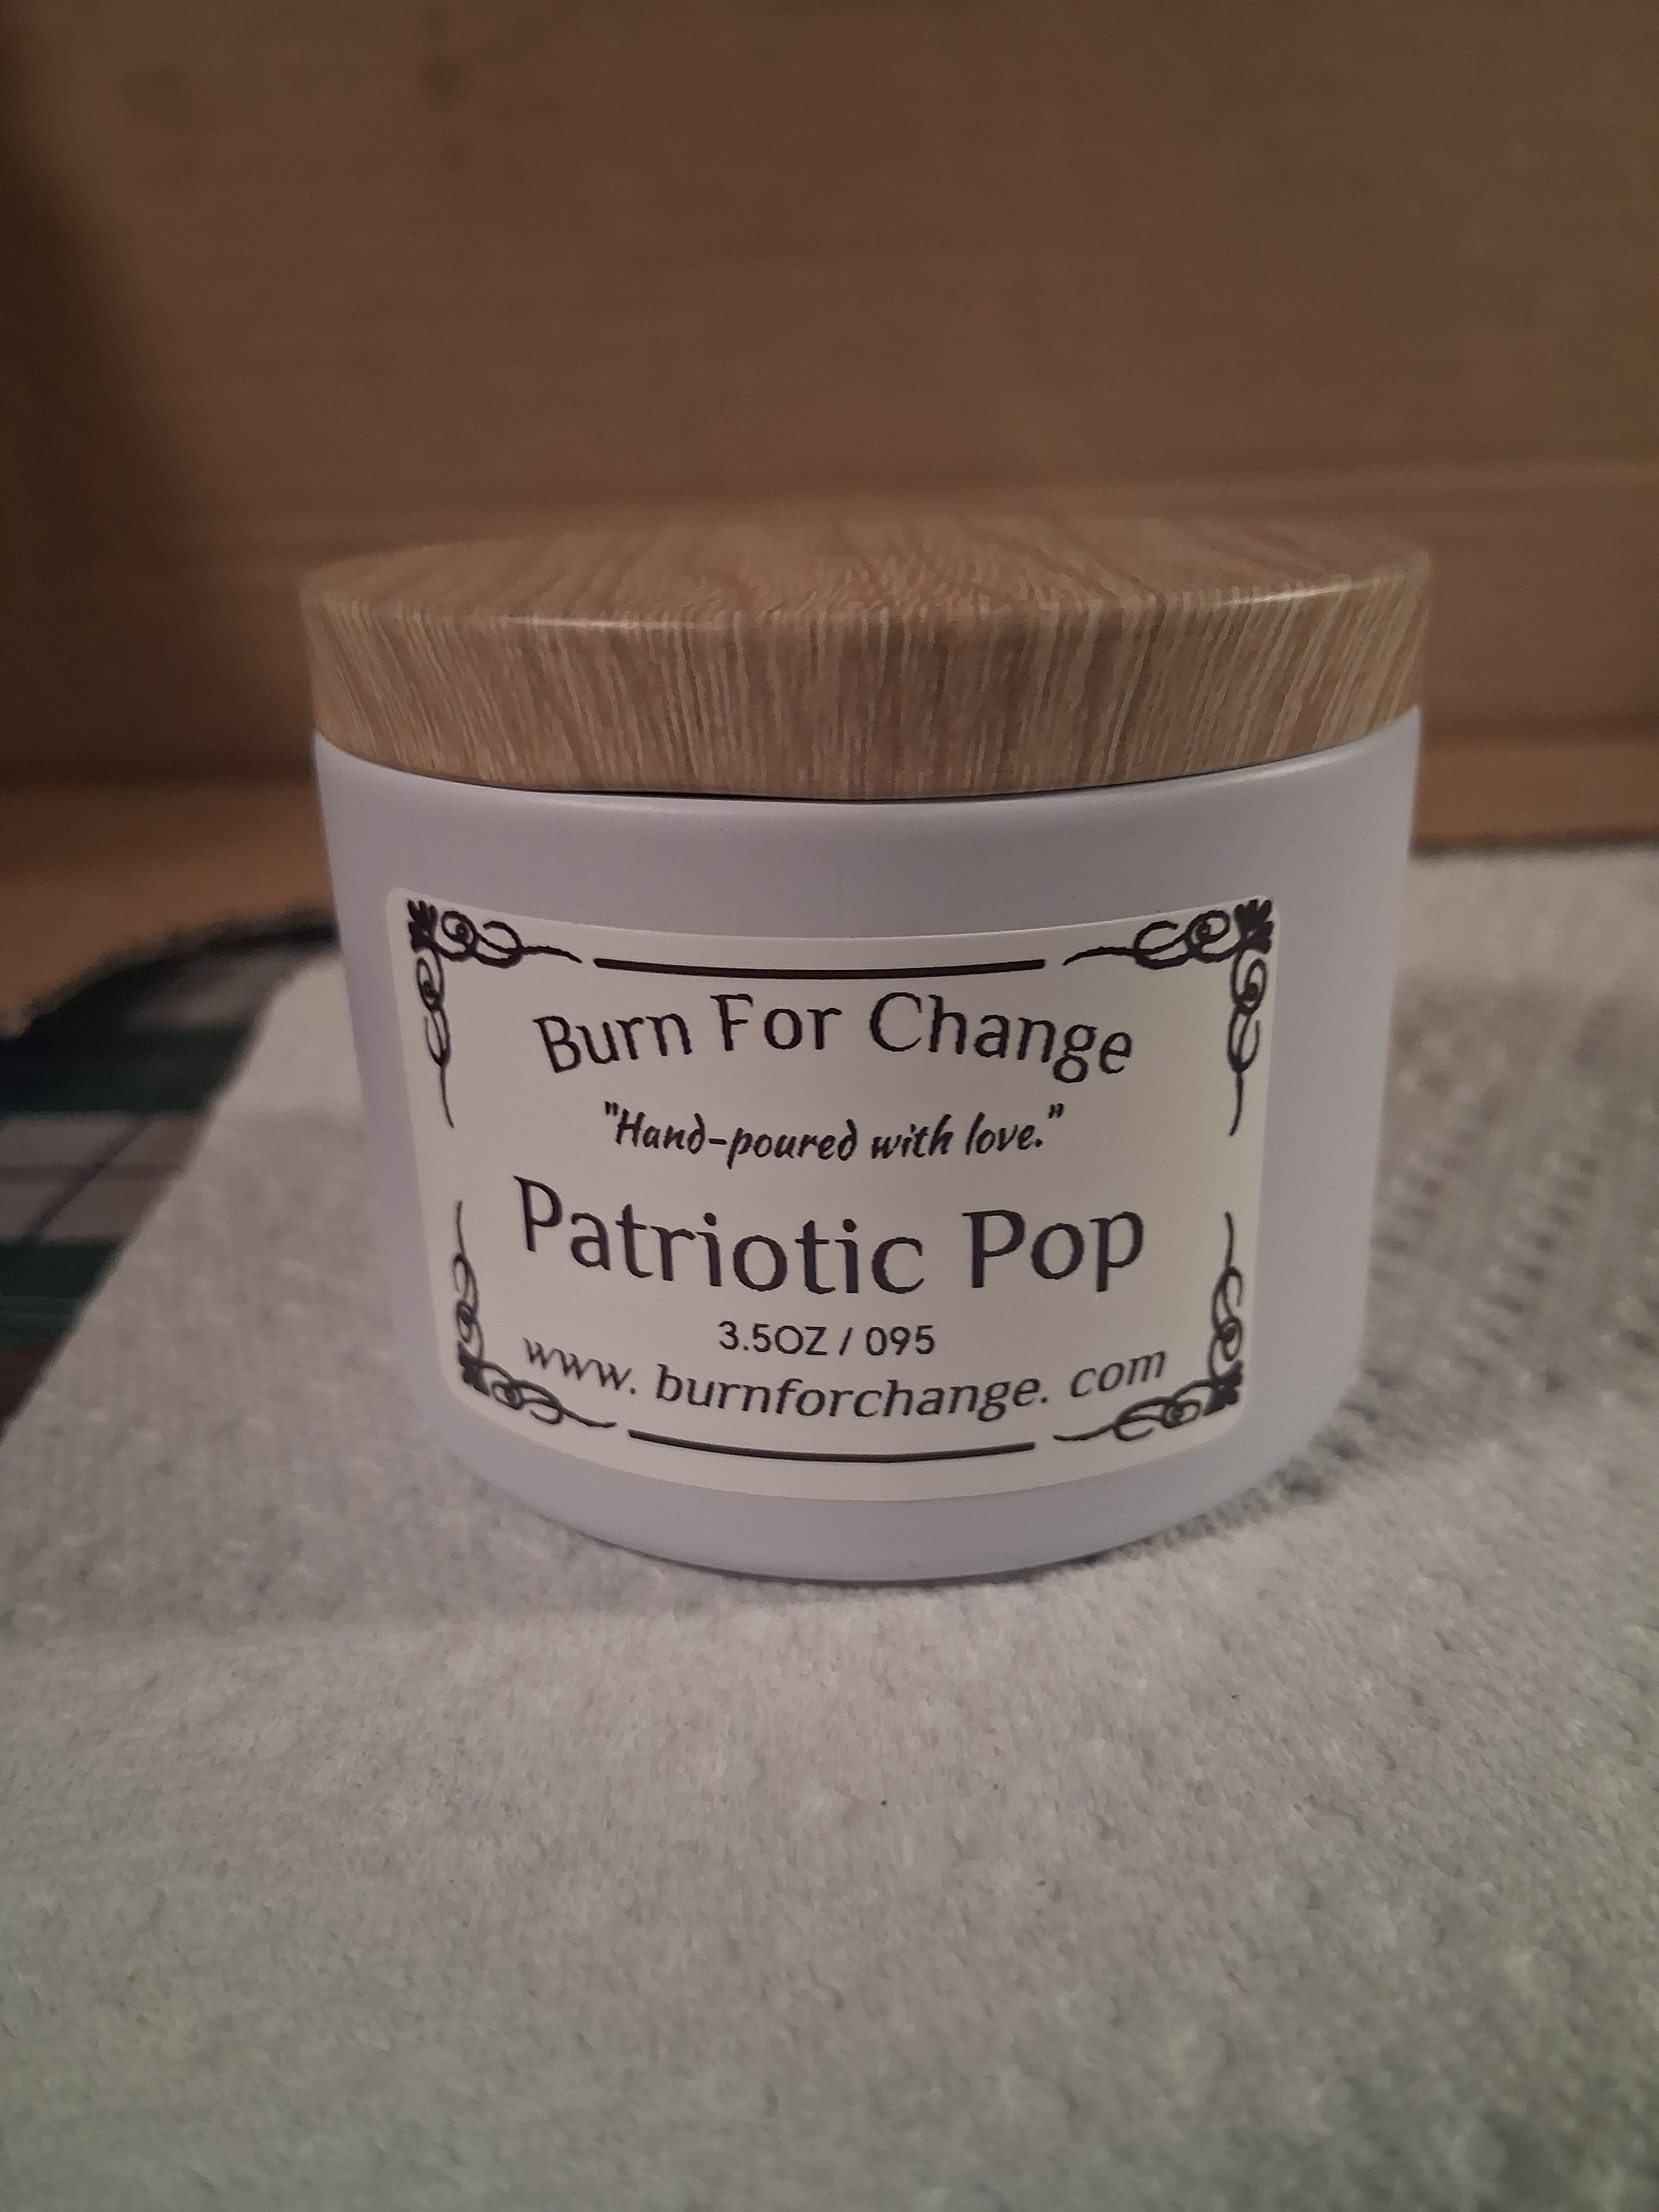 Burn For Change
"Hand-poured with love."
Patriotic Pop
3.5OZ / 095
www. burnforchange. com